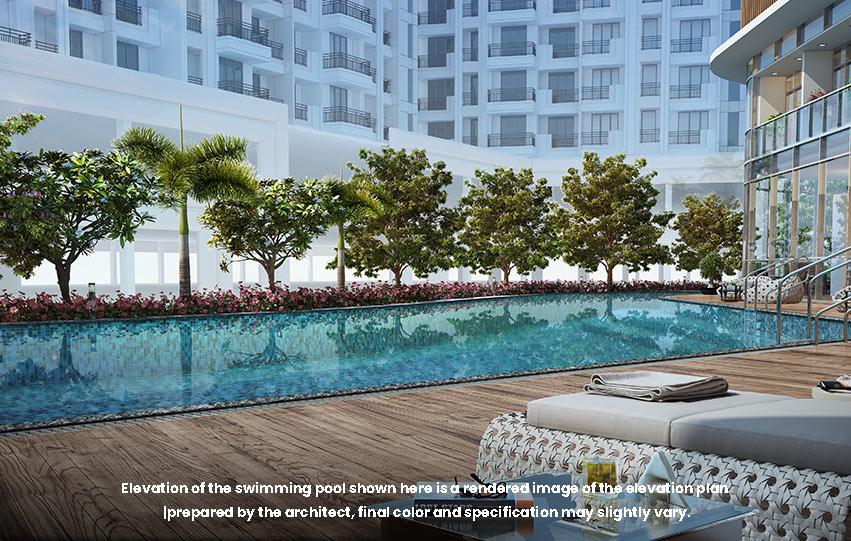 Elevation of the swimming pool shown here is a rendered image of the elevation plan
|prepared by the architect, final color and specification may slightly vary.